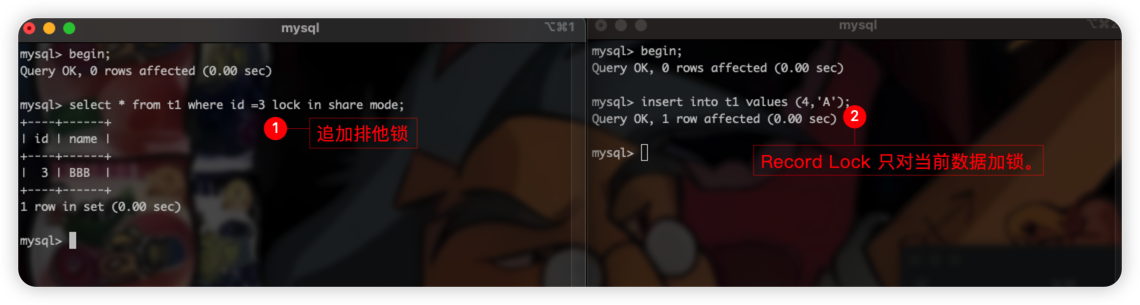 mysql
⌥⌘1
mysql> begin;
Query OK, 0 rows affected (0.00 sec)
mysql> select * from t1 where id =3 lock in share mode;
+----+------+
| id | name |
+----+------+
| 3 | BBB |
+----+------+
1 row in set (0.00 sec)
mysql>
1
追加排他锁
mysql
mysql> begin;
Query OK, 0 rows affected (0.00 sec)
mysql> insert into t1 values (4,'A');
Query OK, 1 row affected (0.00 sec)
2
mysql>
Record Lock 只对当前数据加锁。